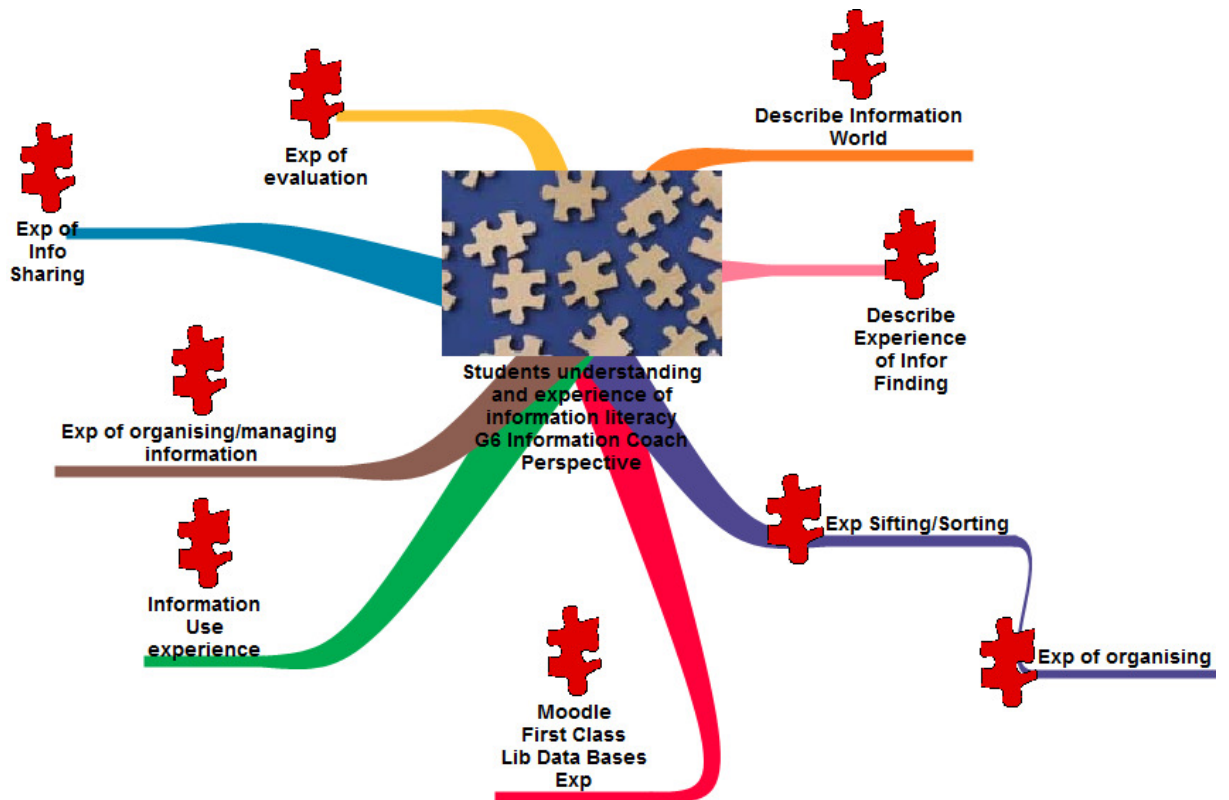 Describe Information
World
Exp of
evaluation
Exp of
Info
Sharing
Describe
Experience
of Infor
Finding
Students understanding
and experience of
information literacy
G6 Information Coach
Perspective
Exp of organising/managing
information
Exp Sifting/Sorting
Information
Use
experience
Exp of organising
Moodle
First Class
Lib Data Bases
Exp